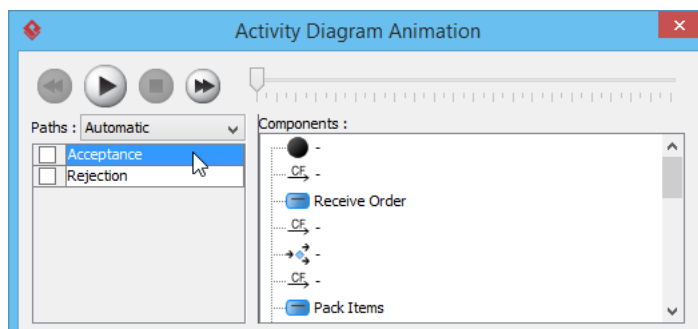 Activity Diagram Animation
Paths : Automatic
Acceptance
Rejection
Components :
-
CF -
Receive Order
CF -
-
CF -
Pack Items